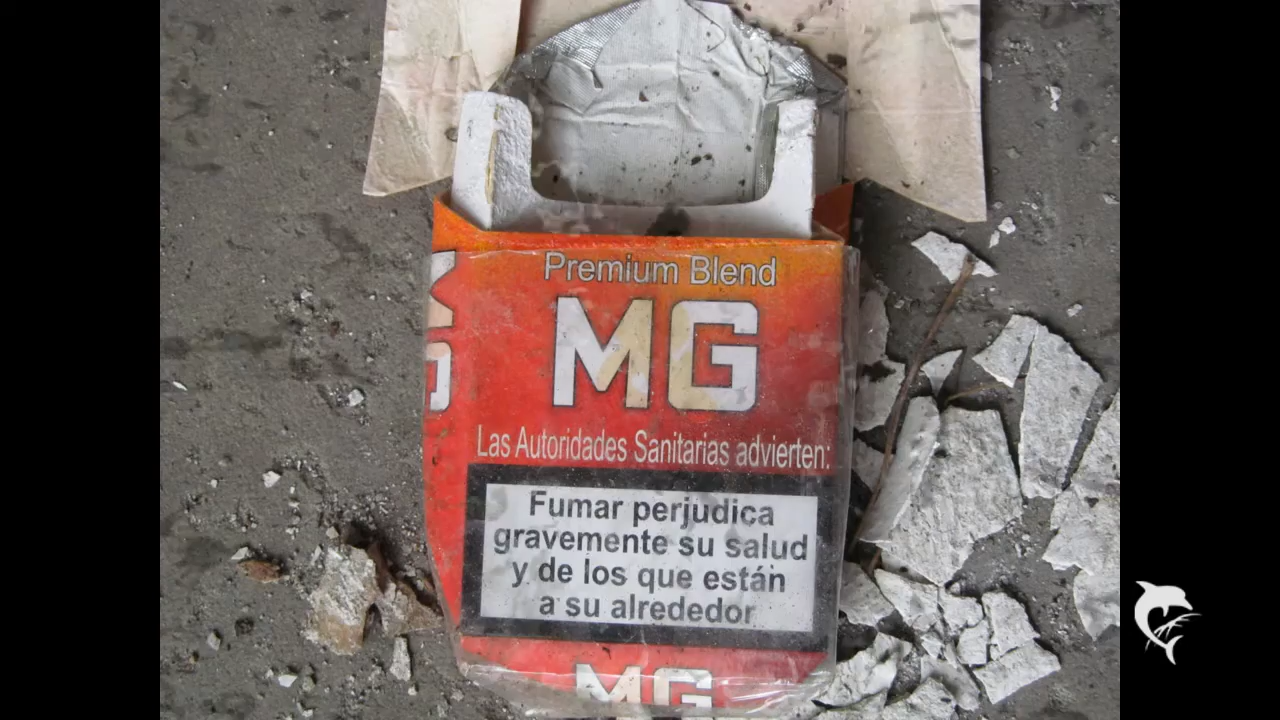 Premium Blend
MG
Las Autoridades Sanitarias advierten:
Fumar perjudica
gravemente su salud
y de los que están
a su alrededor
MG